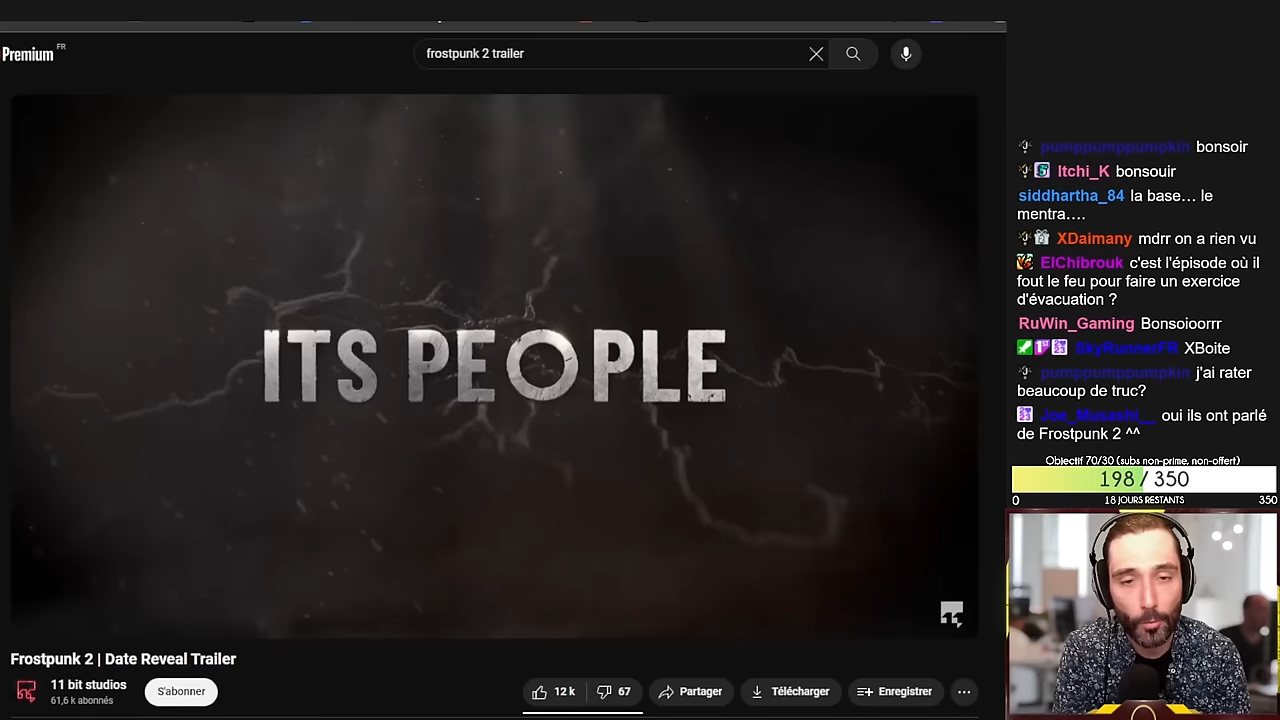 Premium FR
frostpunk 2 trailer
ITS PEOPLE
Frostpunk 2 | Date Reveal Trailer
11 bit studios
61,6 k abonnés
S'abonner
12 k
67
Partager
Télécharger
Enregistrer
pumppumppumpkin bonsoir
Itchi_K bonsouir
siddhartha_84 la base… le
mentra….
XDaimany mdrr on a rien vu
ElChibrouk c'est l'épisode où il
fout le feu pour faire un exercice
d'évacuation ?
RuWin_Gaming Bonsoioorrr
SkyRunnerFR XBoite
pumppumppumpkin j'ai rater
beaucoup de truc?
Joe_Musashi__ oui ils ont parlé
de Frostpunk 2 ^^
Objectif 70/30 (subs non-prime, non-offert)
198 / 350
0 18 JOURS RESTANTS 350